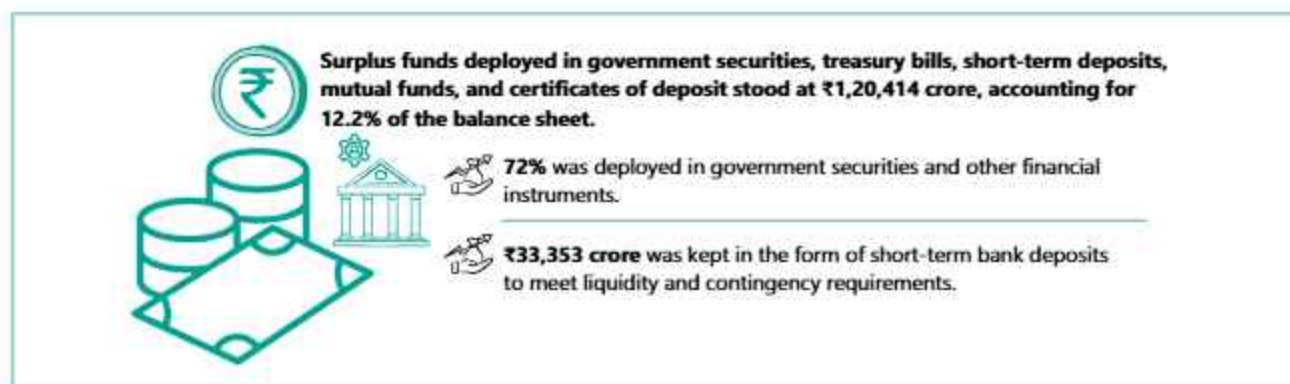 Surplus funds deployed in government securities, treasury bills, short-term deposits,
mutual funds, and certificates of deposit stood at ₹1,20,414 crore, accounting for
12.2% of the balance sheet.
72% was deployed in government securities and other financial
instruments.
₹33,353 crore was kept in the form of short-term bank deposits
to meet liquidity and contingency requirements.